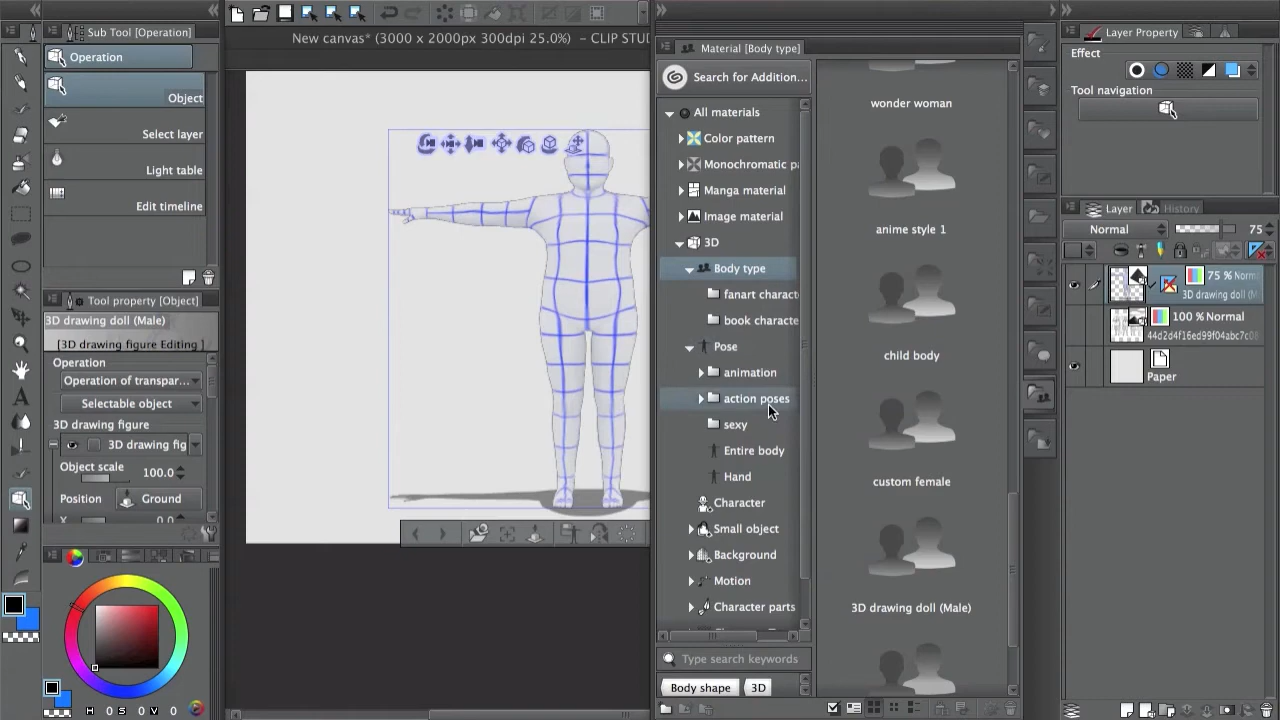 Sub Tool [Operation]
Operation
Object
Select layer
Light table
Edit timeline
Tool property [Object]
3D drawing doll (Male)
[3D drawing figure Editing ]
Operation
Operation of transpar...
Selectable object
3D drawing figure
3D drawing fig
Object scale
100.0
Position
Ground
X
0.0
H 0 S 0 V 0
New canvas* (3000 x 2000px 300dpi 25.0%) - CLIP STUD
Material [Body type]
Search for Addition...
All materials
Color pattern
Monochromatic pa
Manga material
Image material
3D
Body type
fanart charact
book characte
Pose
animation
action poses
sexy
Entire body
Hand
Character
Small object
Background
Motion
Character parts
Type search keywords
Body shape
3D
wonder woman
anime style 1
child body
custom female
3D drawing doll (Male)
Layer Property
Effect
Tool navigation
Layer
History
Normal
75
75 % Norm
3D drawing doll (M
100 % Normal
44d2d4f16ed99f04abc7c08
Paper